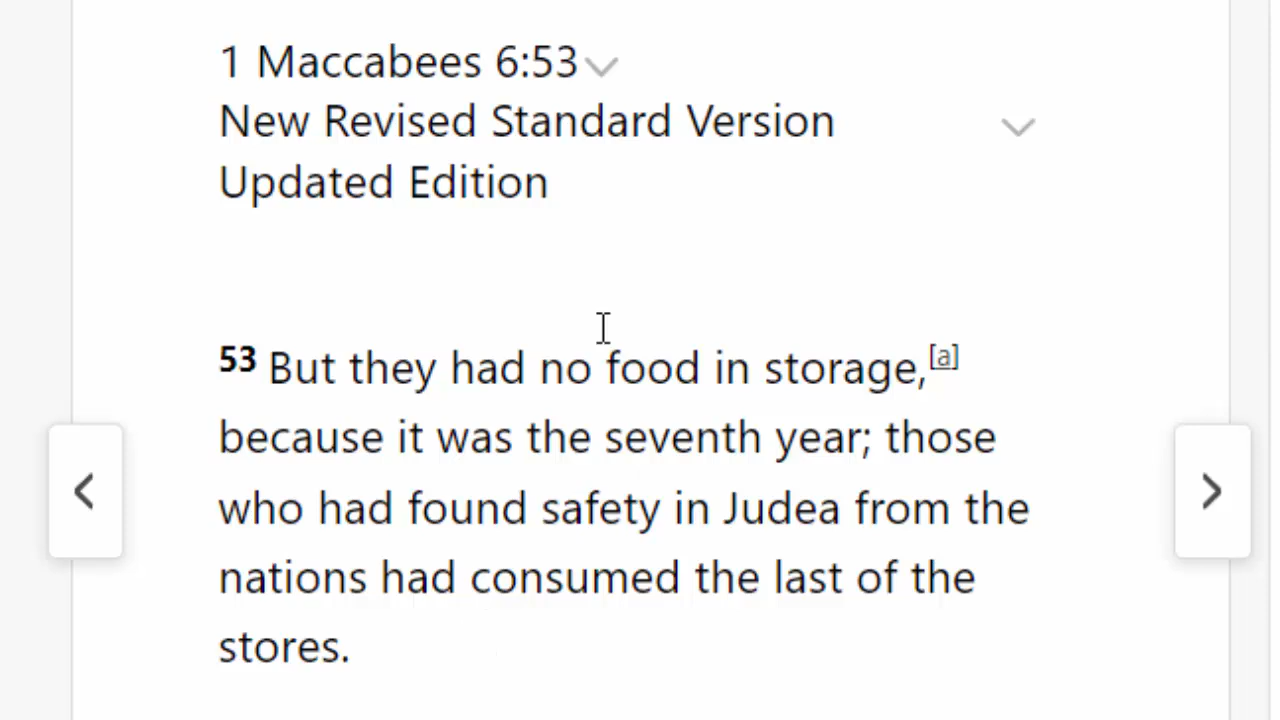 1 Maccabees 6:53
New Revised Standard Version
Updated Edition
53 But they had no food in storage,[a]
because it was the seventh year; those
who had found safety in Judea from the
nations had consumed the last of the
stores.